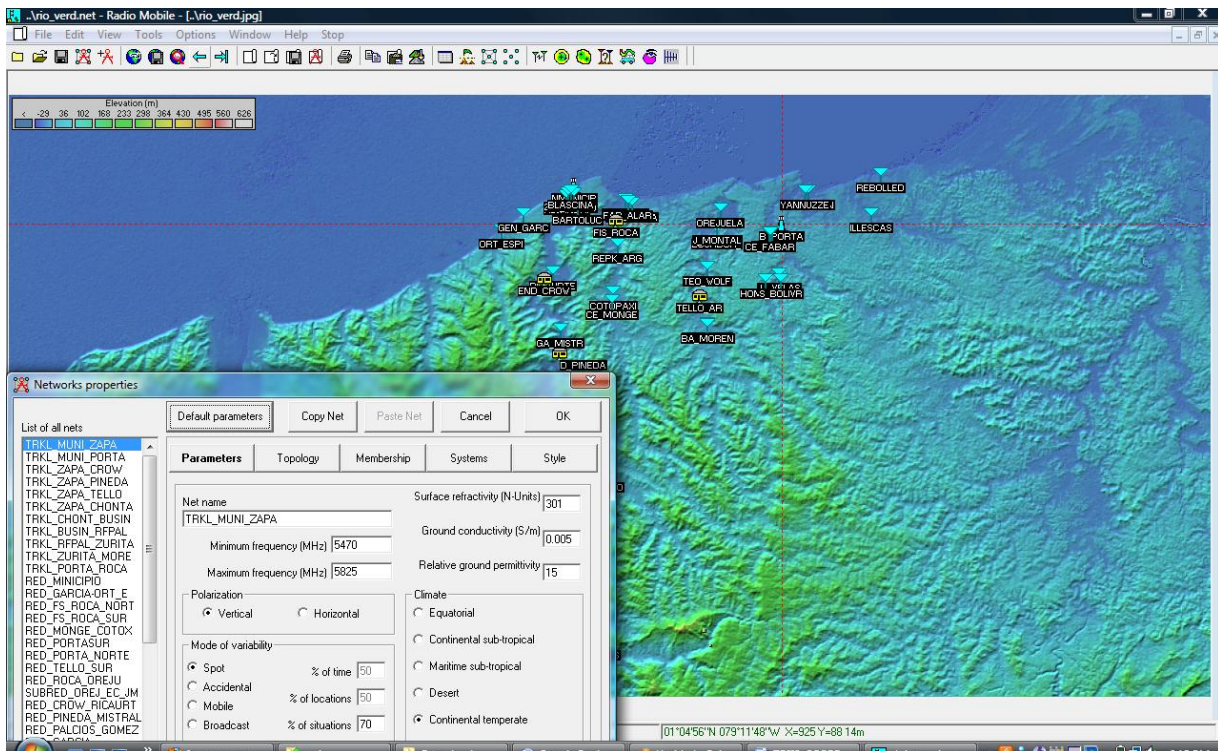 ..\rio_verd.net - Radio Mobile - [..\rio_verd.jpg]
File Edit View Tools Options Window Help Stop
Elevation (m)
< -29 36 102 168 233 298 364 430 495 560 626
REBOLLED
YANNUZZEJ
BLASCINA
BARTOLUC
FIS_ROCA
OREJUELA
ILLESCAS
GEN_GARC
B_PORTA
ORT_ESPI
J_MONTAL
CE_FABAR
REPK_ARG
TEO_WOLF
END_CROW
HONS_BOLIVR
COTOPAXI
TELLO_AR
CE_MONGE
GA_MISTR
BA_MOREN
D_PINEDA
Networks properties
Default parameters
Copy Net
Paste Net
Cancel
OK
List of all nets
TRKL_MUNI_ZAPA
TRKL_MUNI_PORTA
TRKL_ZAPA_CROW
TRKL_ZAPA_PINEDA
TRKL_ZAPA_TELLO
TRKL_ZAPA_CHONTA
TRKL_CHONT_BUSIN
TRKL_BUSIN_RFPAL
TRKL_RFPAL_ZURITA
TRKL_ZURITA_MORE
TRKL_PORTA_ROCA
RED_MINICIPIO
RED_GARCIA-ORT_E
RED_FS_ROCA_NORT
RED_FS_ROCA_SUR
RED_MONGE_COTOX
RED_PORTASUR
RED_PORTA_NORTE
RED_TELLO_SUR
RED_ROCA_OREJU
SUBRED_OREJ_EC_JM
RED_CROW_RICAURT
RED_PINEDA_MISTRAL
RED_PALCIOS_GOMEZ
Parameters
Topology
Membership
Systems
Style
Net name
TRKL_MUNI_ZAPA
Minimum frequency (MHz) 5470
Maximum frequency (MHz) 5825
Polarization
Vertical Horizontal
Mode of variability
Spot
Accidental
Mobile
Broadcast
% of time 50
% of locations 50
% of situations 70
Surface refractivity (N-Units) 301
Ground conductivity (S/m) 0.005
Relative ground permittivity 15
Climate
Equatorial
Continental sub-tropical
Maritime sub-tropical
Desert
Continental temperate
01°04'56"N 079°11'48"W X=925 Y=88 14m